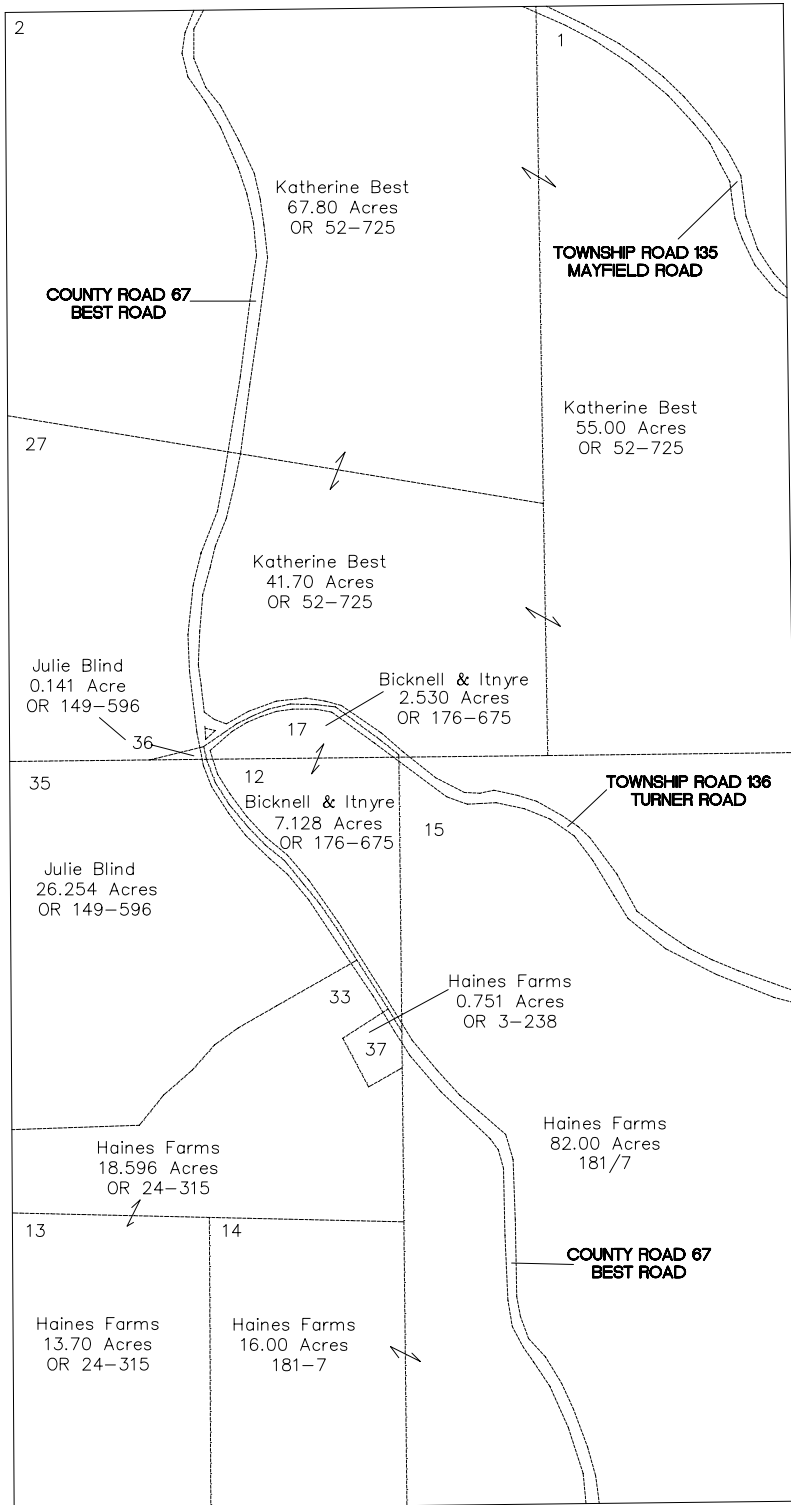 2
1
Katherine Best
67.80 Acres
OR 52-725
TOWNSHIP ROAD 135
MAYFIELD ROAD
COUNTY ROAD 67
BEST ROAD
Katherine Best
55.00 Acres
OR 52-725
27
Katherine Best
41.70 Acres
OR 52-725
Julie Blind
0.141 Acre
OR 149-596
36
Bicknell & Itnyre
2.530 Acres
OR 176-675
17
35
12
Bicknell & Itnyre
7.128 Acres
OR 176-675
TOWNSHIP ROAD 136
TURNER ROAD
15
Julie Blind
26.254 Acres
OR 149-596
Haines Farms
0.751 Acres
OR 3-238
33
37
Haines Farms
82.00 Acres
181/7
Haines Farms
18.596 Acres
OR 24-315
13
14
COUNTY ROAD 67
BEST ROAD
Haines Farms
13.70 Acres
OR 24-315
Haines Farms
16.00 Acres
181-7